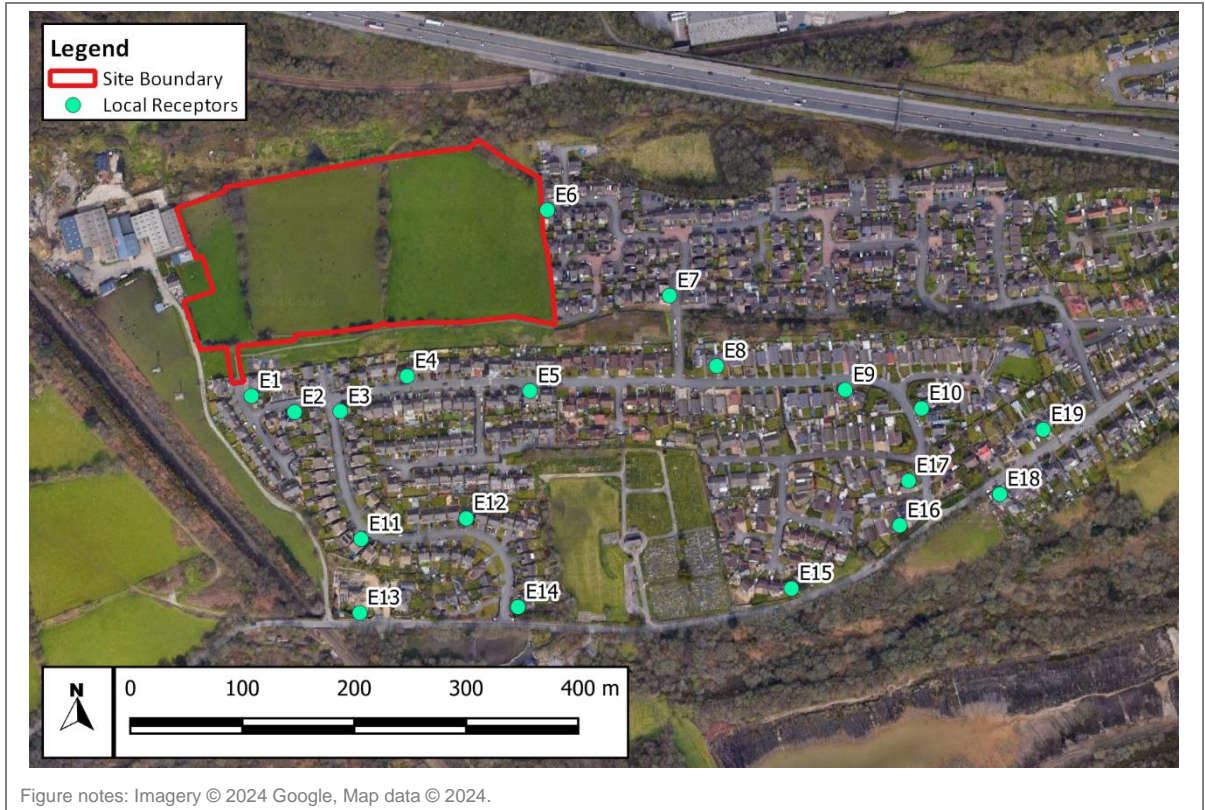 Legend
Site Boundary
Local Receptors
E6
E7
E4
E8
E1
E5
E9
E2
E3
E10
E19
E17
E18
E12
E16
E11
E15
E13
E14
N
0 100 200 300 400 m
Figure notes: Imagery © 2024 Google, Map data © 2024.